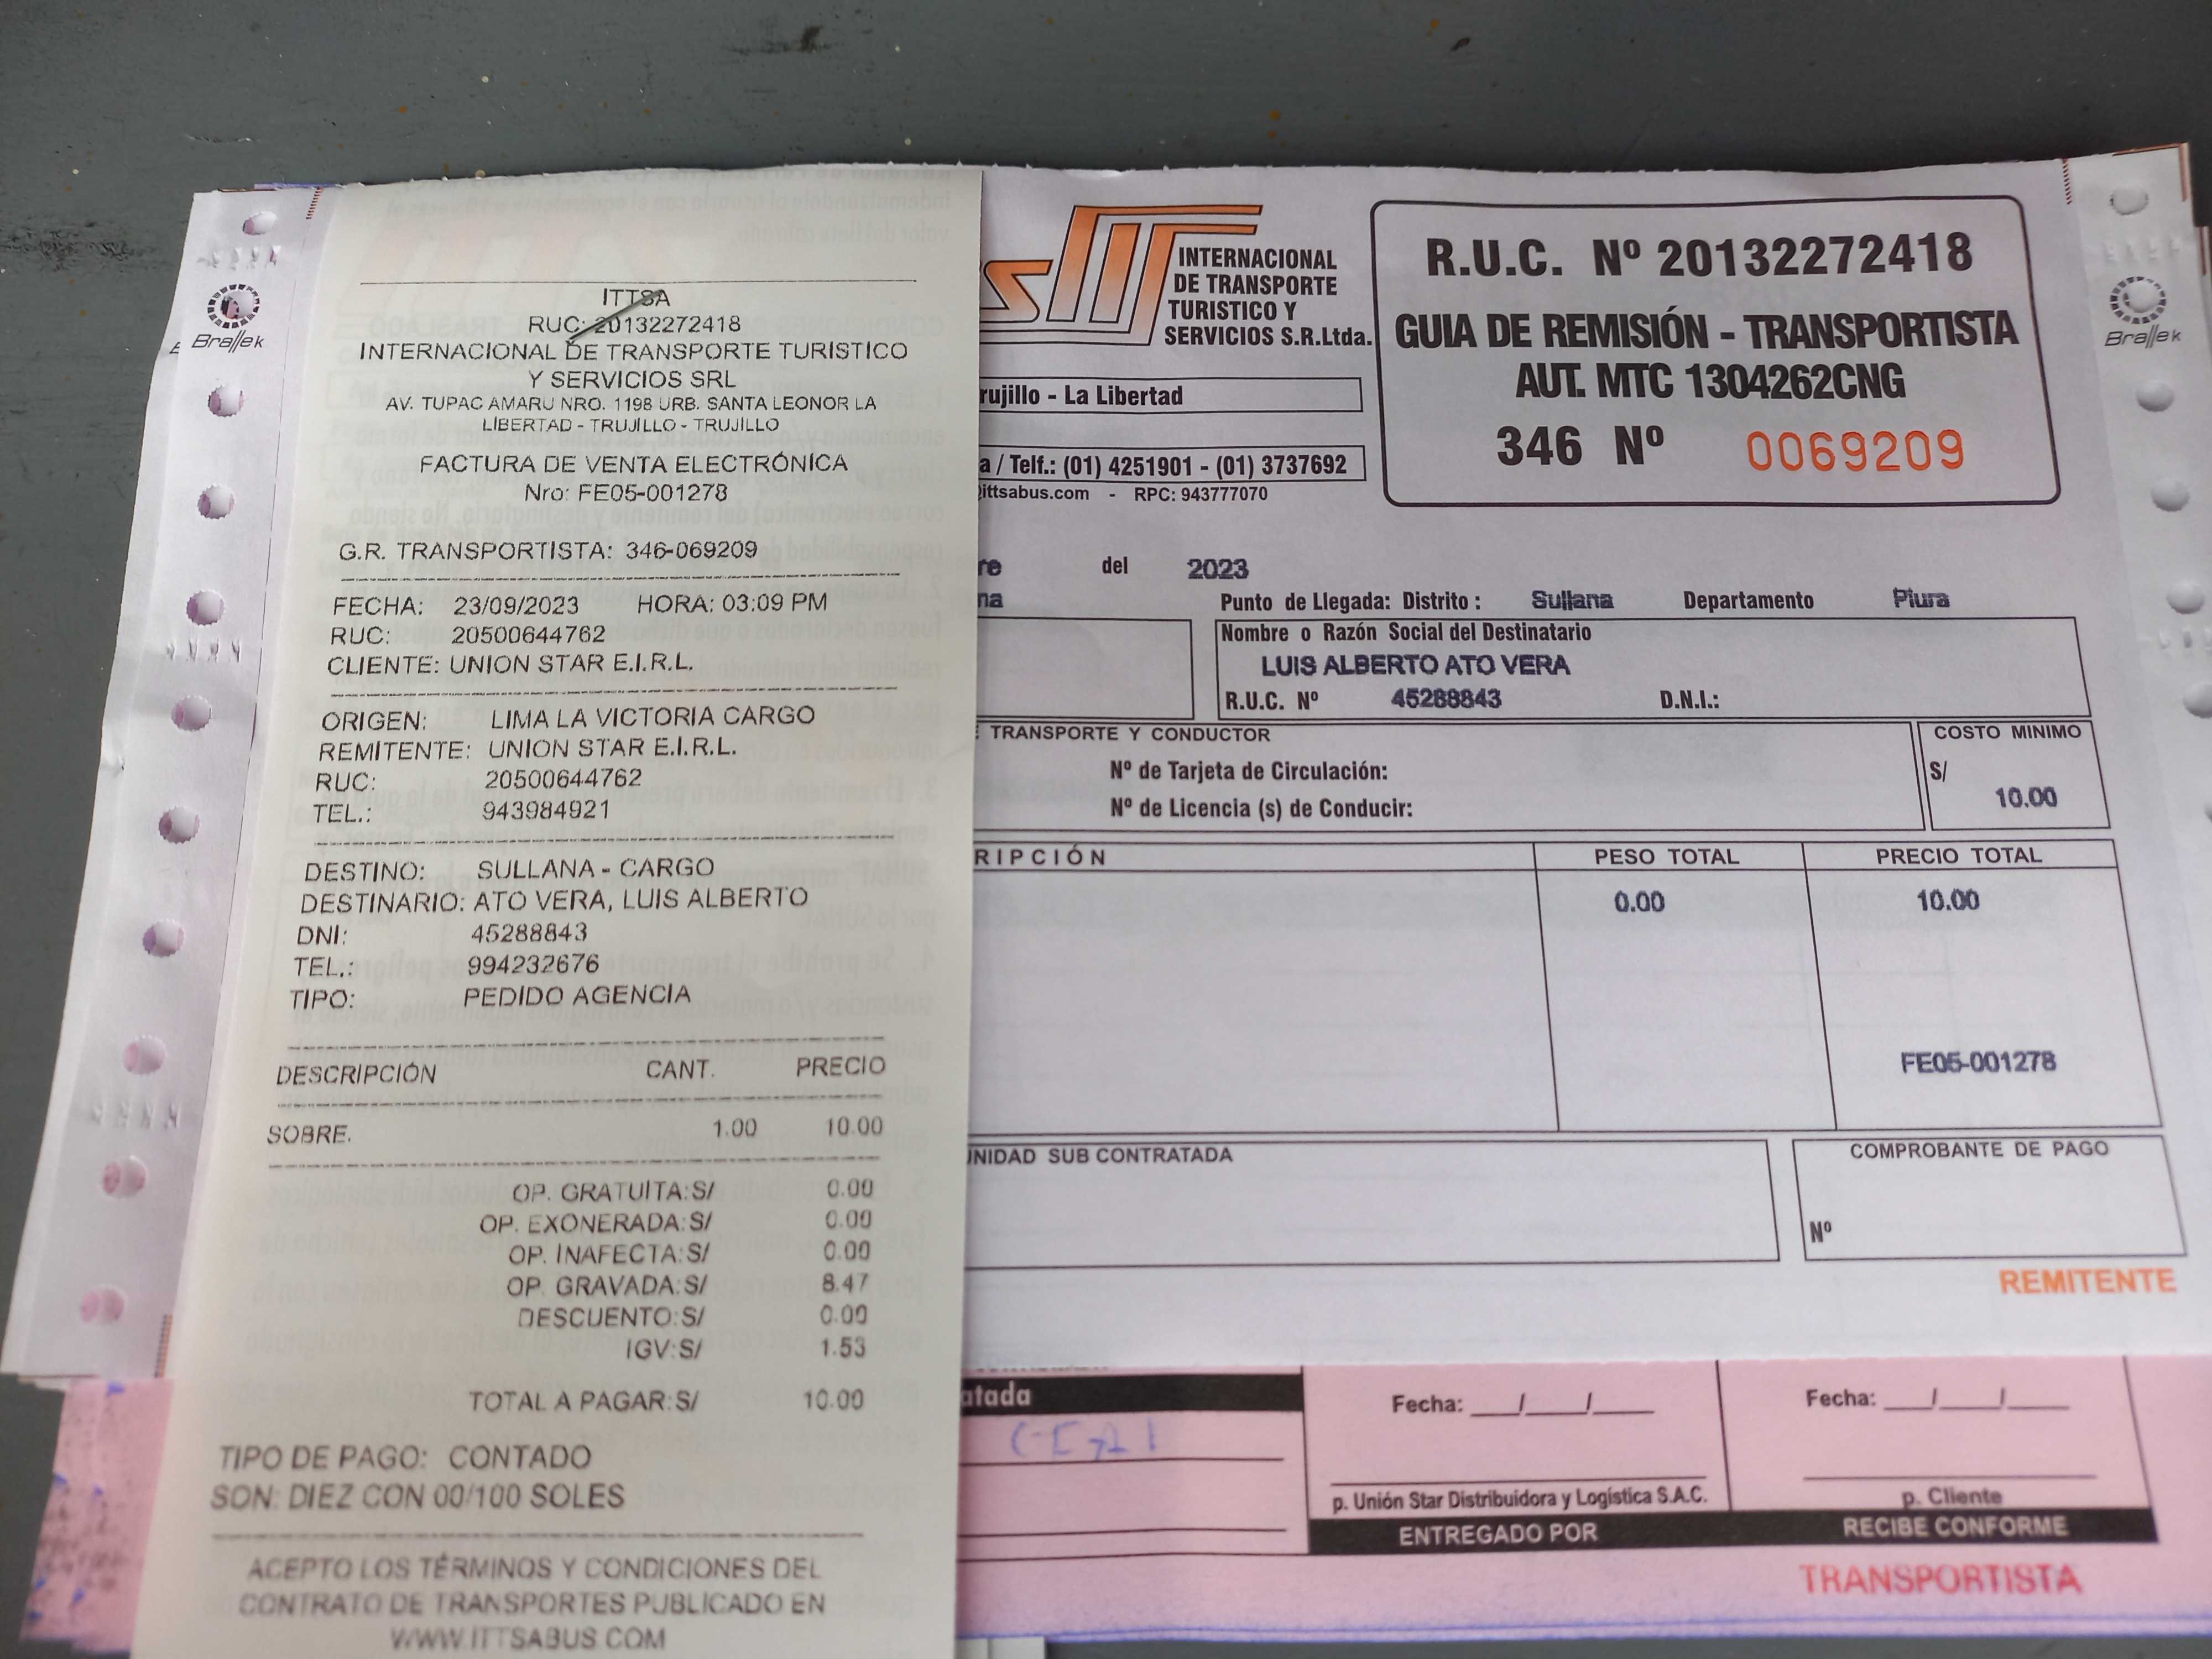 ITTSA
RUC: 20132272418
INTERNACIONAL DE TRANSPORTE TURISTICO
Y SERVICIOS SRL
AV. TUPAC AMARU NRO. 1198 URB. SANTA LEONOR LA
LIBERTAD - TRUJILLO - TRUJILLO
FACTURA DE VENTA ELECTRÓNICA
Nro: FE05-001278
G.R. TRANSPORTISTA: 346-069209
FECHA: 23/09/2023 HORA: 03:09 PM
RUC: 20500644762
CLIENTE: UNION STAR E.I.R.L.
ORIGEN: LIMA LA VICTORIA CARGO
REMITENTE: UNION STAR E.I.R.L.
RUC: 20500644762
TEL.: 943984921
DESTINO: SULLANA - CARGO
DESTINARIO: ATO VERA, LUIS ALBERTO
DNI: 45288843
TEL.: 994232676
TIPO: PEDIDO AGENCIA
DESCRIPCIÓN CANT. PRECIO
SOBRE. 1.00 10.00
OP. GRATUITA:S/ 0.00
OP. EXONERADA:S/ 0.00
OP. INAFECTA:S/ 0.00
OP. GRAVADA:S/ 8.47
DESCUENTO:S/ 0.00
IGV:S/ 1.53
TOTAL A PAGAR:S/ 10.00
TIPO DE PAGO: CONTADO
SON: DIEZ CON 00/100 SOLES
ACEPTO LOS TÉRMINOS Y CONDICIONES DEL
CONTRATO DE TRANSPORTES PUBLICADO EN
WWW.ITTSABUS.COM
Brallek
INTERNACIONAL
DE TRANSPORTE
TURISTICO Y
SERVICIOS S.R.Ltda.
rujillo - La Libertad
a / Telf.: (01) 4251901 - (01) 3737692
ittsabus.com - RPC: 943777070
R.U.C. Nº 20132272418
GUIA DE REMISIÓN - TRANSPORTISTA
AUT. MTC 1304262CNG
346 Nº 0069209
Brallek
re del 2023
na Punto de Llegada: Distrito : Sullana Departamento Piura
Nombre o Razón Social del Destinatario
LUIS ALBERTO ATO VERA
R.U.C. Nº 45288843 D.N.I.:
TRANSPORTE Y CONDUCTOR
Nº de Tarjeta de Circulación:
Nº de Licencia (s) de Conducir:
COSTO MINIMO
S/
10.00
RIPCIÓN PESO TOTAL PRECIO TOTAL
0.00 10.00
FE05-001278
UNIDAD SUB CONTRATADA
COMPROBANTE DE PAGO
Nº
REMITENTE
atada
Fecha: ___/___/___ Fecha: ___/___/___
p. Unión Star Distribuidora y Logística S.A.C. p. Cliente
ENTREGADO POR RECIBE CONFORME
TRANSPORTISTA